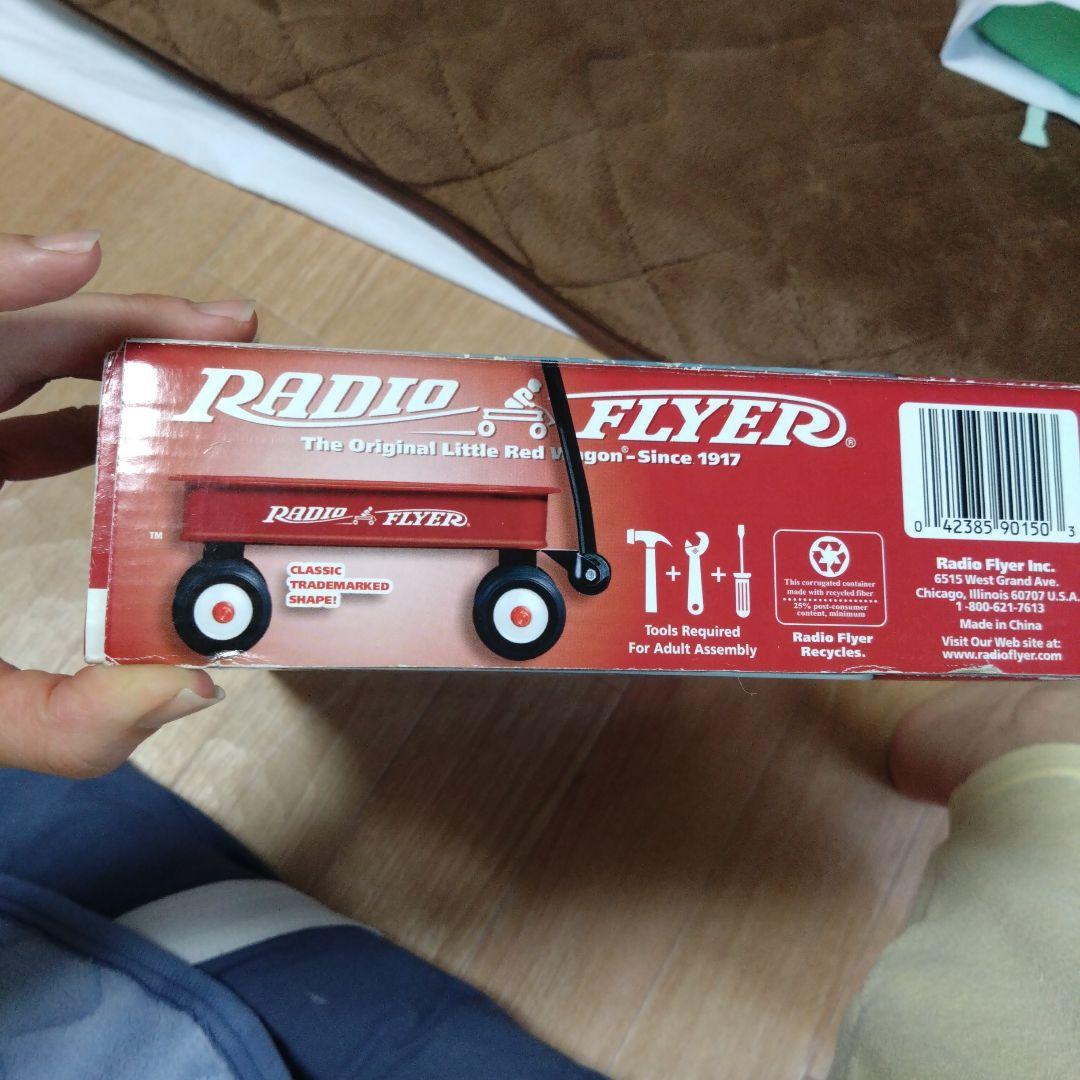 RADIO FLYER®
The Original Little Red Wagon®-Since 1917
RADIO FLYER®
TM
CLASSIC
TRADEMARKED
SHAPE!
+ +
Tools Required
For Adult Assembly
This corrugated container
made with recycled fiber
25% post-consumer
content, minimum
Radio Flyer
Recycles.
0 42385 90150 3
Radio Flyer Inc.
6515 West Grand Ave.
Chicago, Illinois 60707 U.S.A.
1-800-621-7613
Made in China
Visit Our Web site at:
www.radioflyer.com